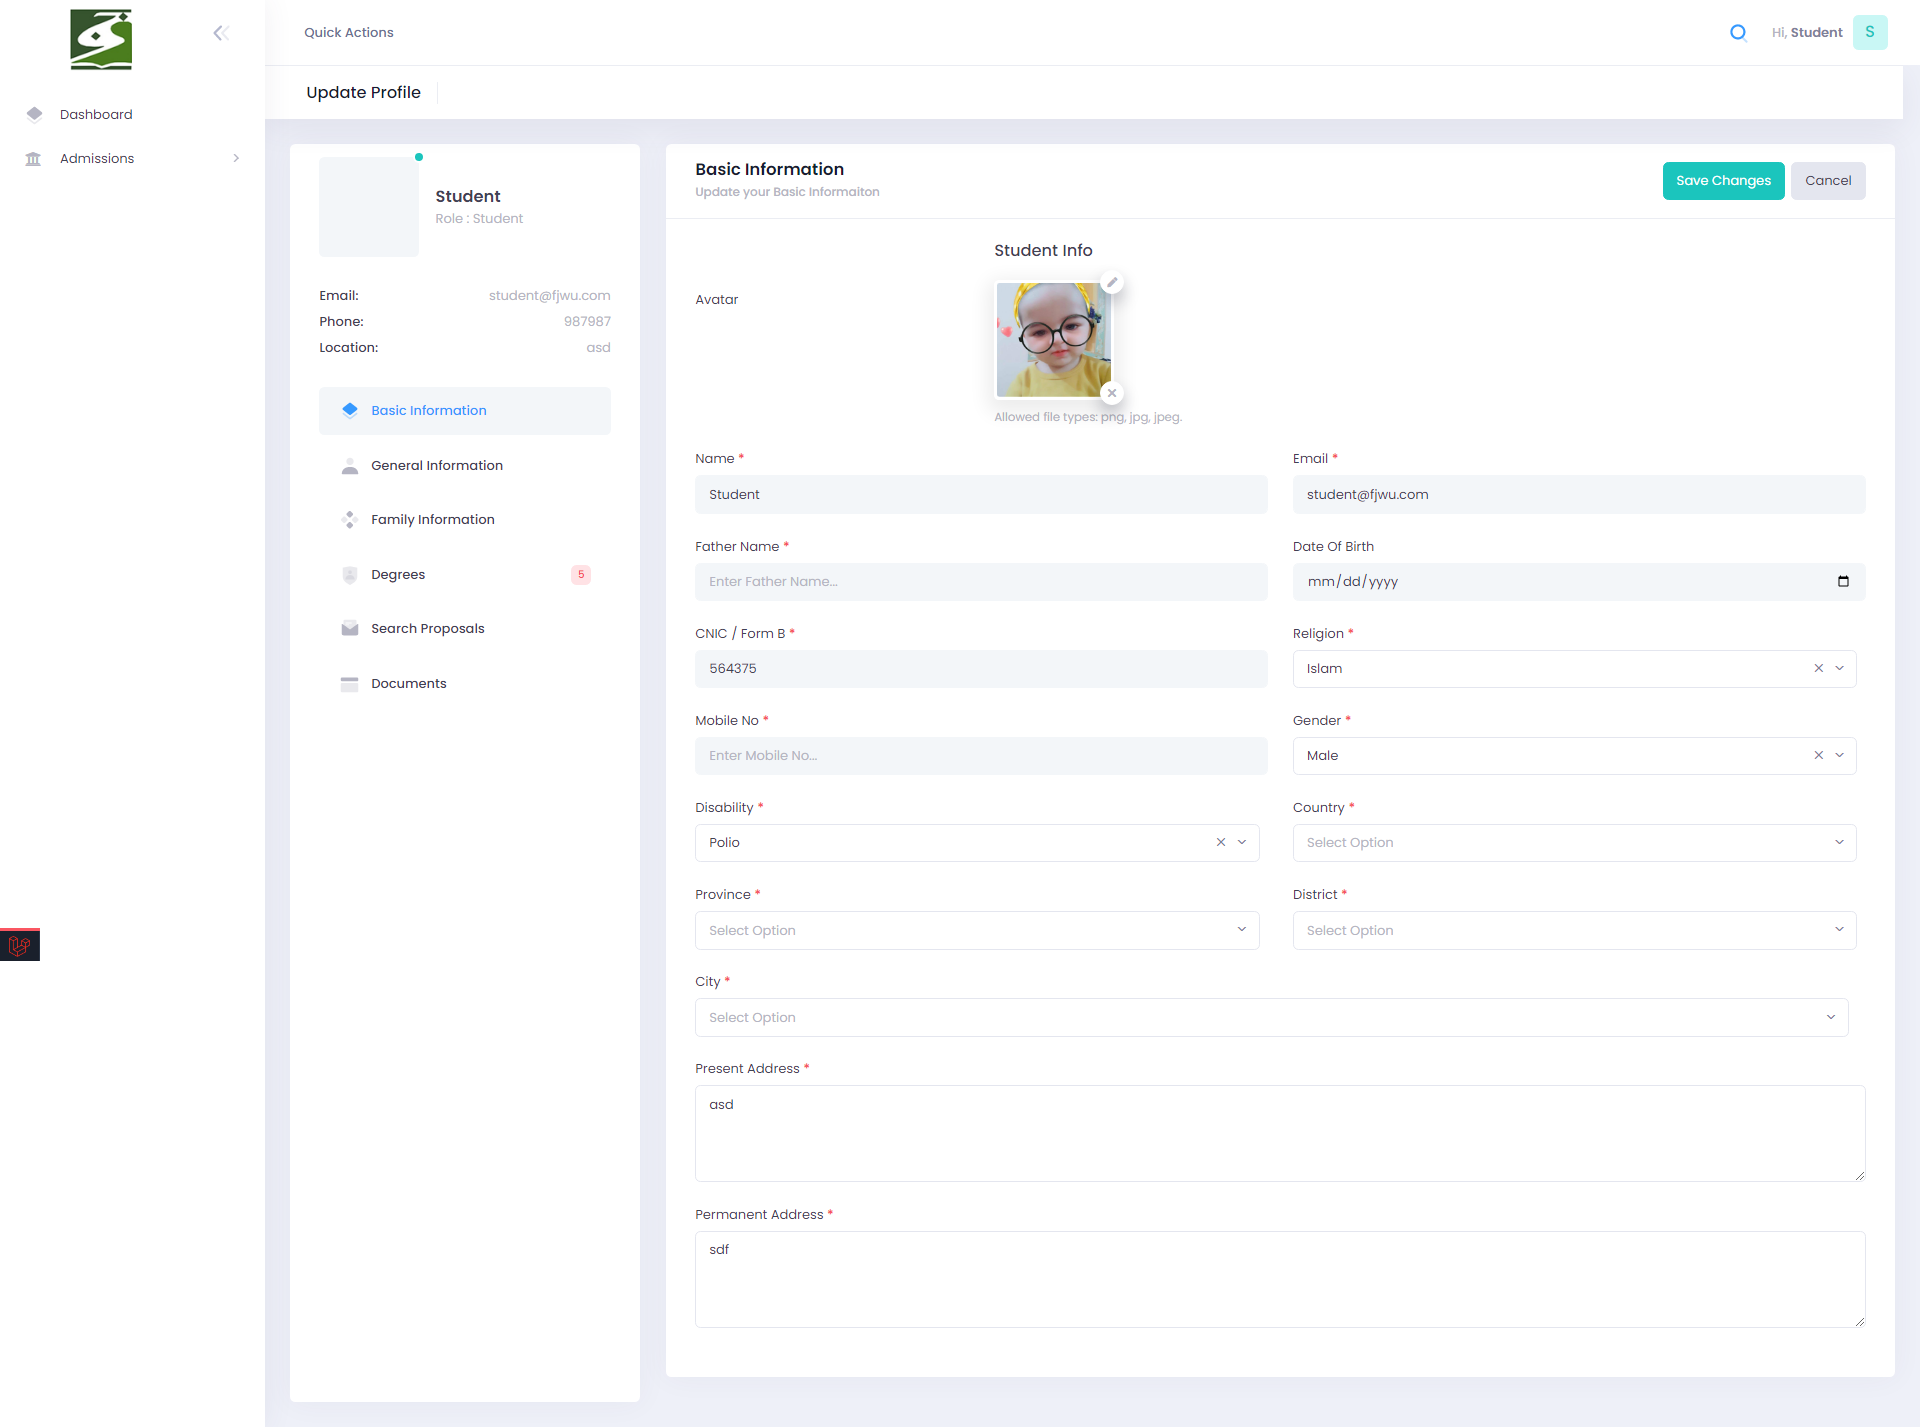 Quick Actions
Hi, Student
S
Update Profile
Dashboard
Admissions
Student
Role : Student
Email:
student@fjwu.com
Phone:
987987
Location:
asd
Basic Information
General Information
Family Information
Degrees
5
Search Proposals
Documents
Basic Information
Update your Basic Informaiton
Save Changes
Cancel
Student Info
Avatar
Allowed file types: png, jpg, jpeg.
Name *
Email *
Student
student@fjwu.com
Father Name *
Date Of Birth
Enter Father Name...
mm/dd/yyyy
CNIC / Form B *
Religion *
564375
Islam
Mobile No *
Gender *
Enter Mobile No...
Male
Disability *
Country *
Polio
Select Option
Province *
District *
Select Option
Select Option
City *
Select Option
Present Address *
asd
Permanent Address *
sdf